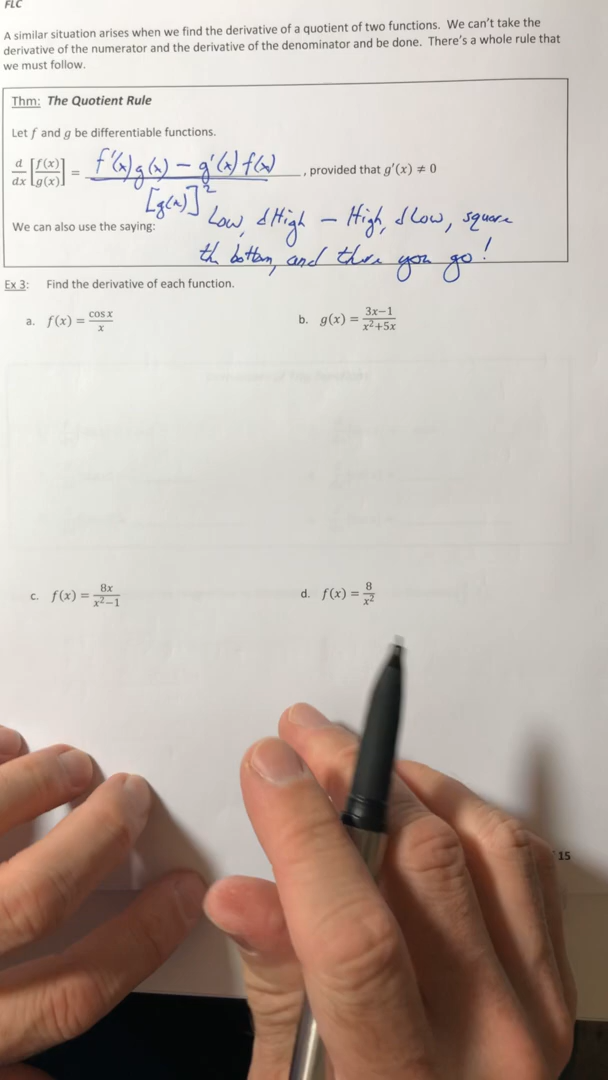 FLC
A similar situation arises when we find the derivative of a quotient of two functions. We can't take the
derivative of the numerator and the derivative of the denominator and be done. There's a whole rule that
we must follow.
Thm: The Quotient Rule
Let f and g be differentiable functions.
d/dx [f(x)/g(x)] = f'(x)g(x) − g'(x)f(x) / [g(x)]² , provided that g'(x) ≠ 0
We can also use the saying: Low, dHigh − High, dLow, square
th bottom, and there you go!
Ex 3: Find the derivative of each function.
a. f(x) = cos x / x b. g(x) = 3x−1 / x²+5x
c. f(x) = 8x / x²−1 d. f(x) = 8 / x²
15